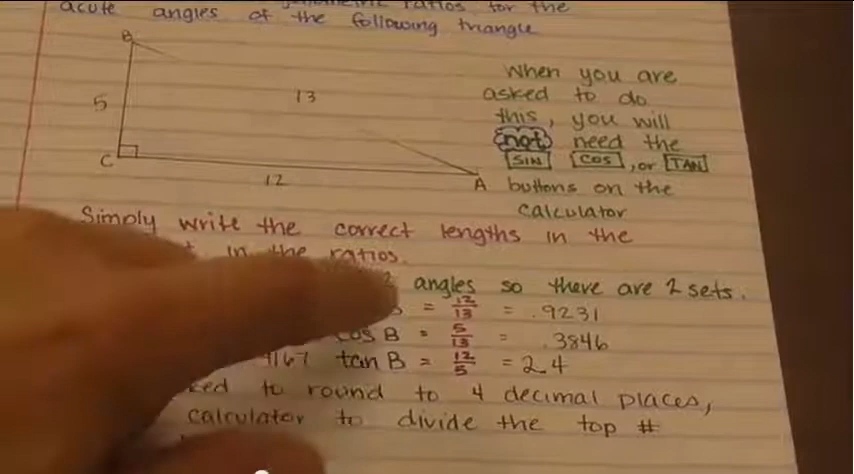 ratios for the
acute angles of the following triangle
B
5
13
C
12
A
When you are
asked to do
this, you will
not need the
SIN COS, or TAN
buttons on the
calculator
Simply write the correct lengths in the
in the ratios.
angles so there are 2 sets.
= 12/13 = .9231
cos B = 5/13 = .3846
tan B = 12/5 = 2.4
to round to 4 decimal places,
calculator to divide the top #